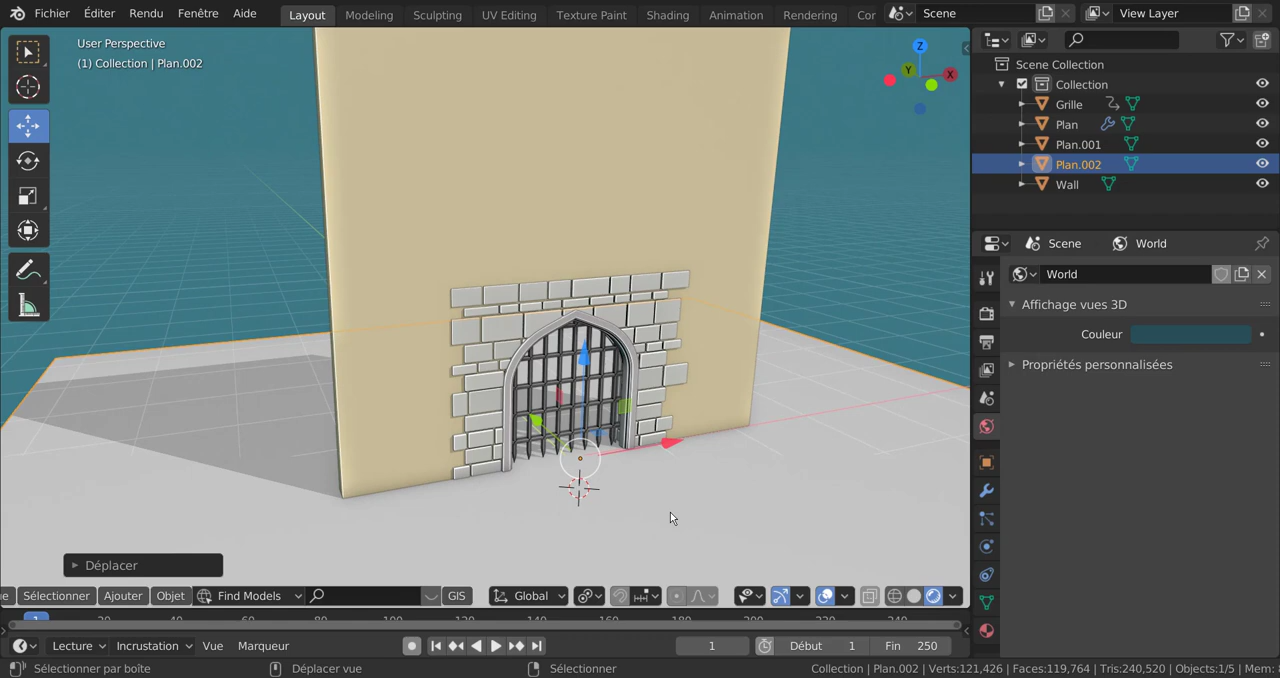 Fichier Éditer Rendu Fenêtre Aide
Layout Modeling Sculpting UV Editing Texture Paint Shading Animation Rendering
Scene
View Layer
User Perspective
(1) Collection | Plan.002
Z
Y
X
Scene Collection
Collection
Grille
Plan
Plan.001
Plan.002
Wall
Scene World
World
Affichage vues 3D
Couleur
Propriétés personnalisées
Déplacer
Sélectionner Ajouter Objet Find Models GIS Global
1
Lecture Incrustation Vue Marqueur
1
Début 1
Fin 250
Sélectionner par boîte
Déplacer vue
Sélectionner
Collection | Plan.002 | Verts:121,426 | Faces:119,764 | Tris:240,520 | Objects:1/5 | Mem: